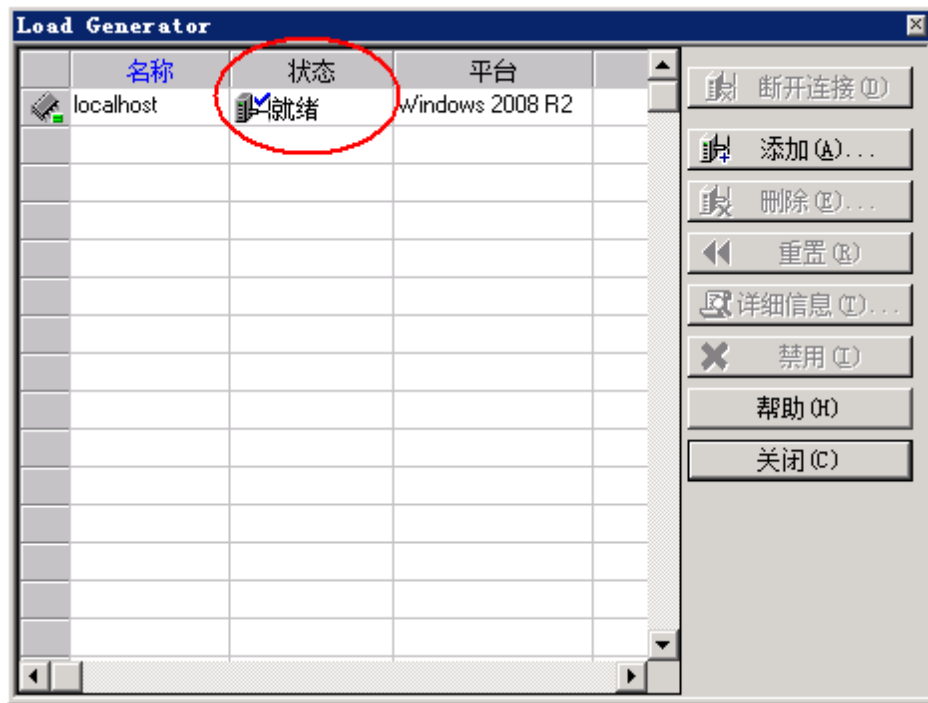 Load Generator
名称 状态 平台
localhost 就绪 Windows 2008 R2
断开连接(D)
添加(A)...
删除(E)...
重置(R)
详细信息(T)...
禁用(I)
帮助(H)
关闭(C)